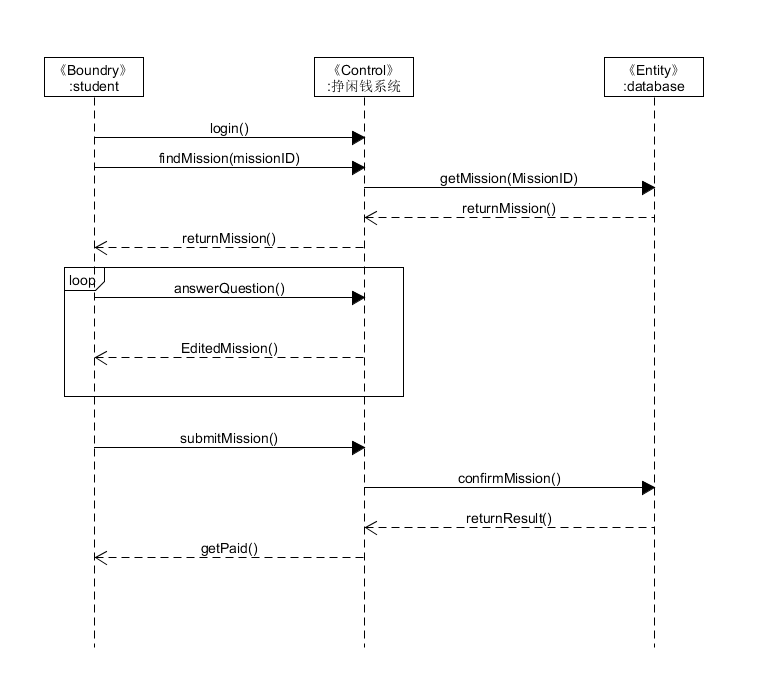 《Boundry》
:student
《Control》
:挣闲钱系统
《Entity》
:database
login()
findMission(missionID)
getMission(MissionID)
returnMission()
returnMission()
loop
answerQuestion()
EditedMission()
submitMission()
confirmMission()
returnResult()
getPaid()